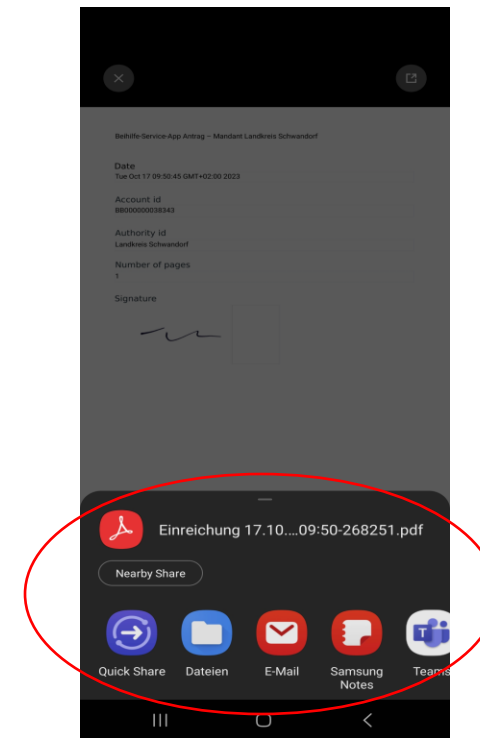 Beihilfe-Service-App Antrag – Mandant Landkreis Schwandorf
Date
Tue Oct 17 09:50:45 GMT+02:00 2023
Account id
BB000000038343
Authority id
Landkreis Schwandorf
Number of pages
1
Signature
Einreichung 17.10....09:50-268251.pdf
Nearby Share
Quick Share
Dateien
E-Mail
Samsung
Notes
Teams